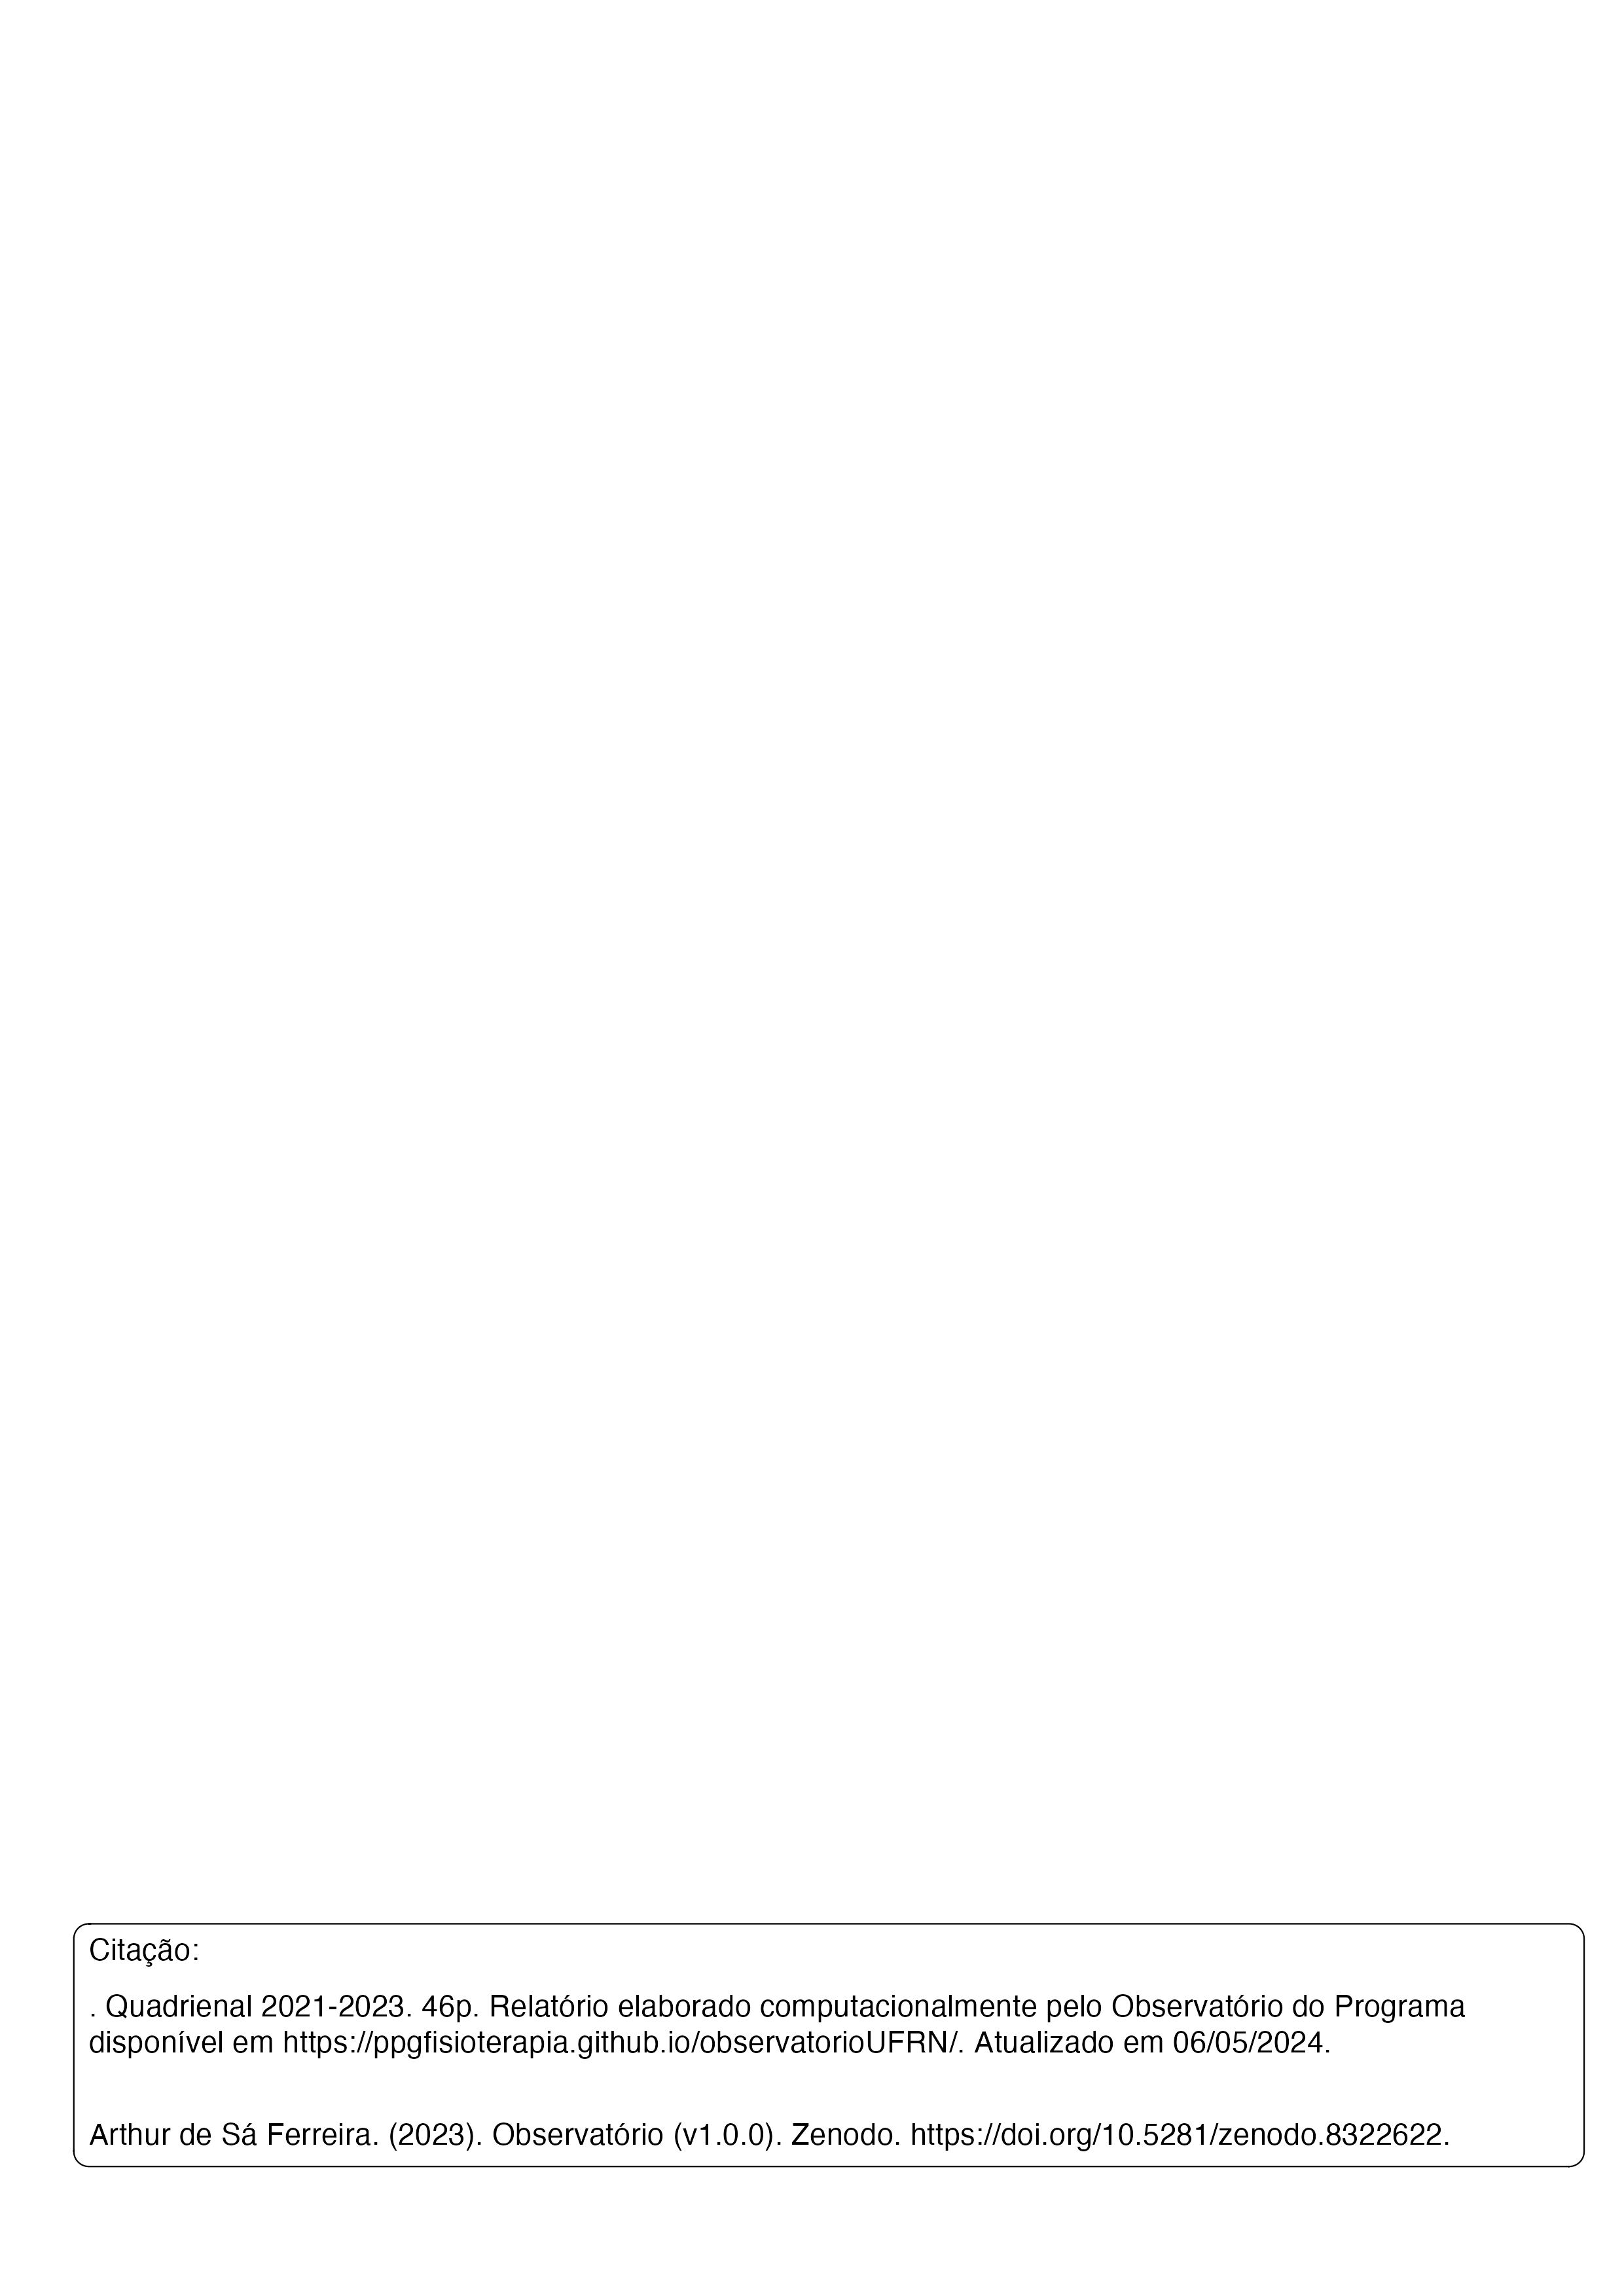 Citação:
. Quadrienal 2021-2023. 46p. Relatório elaborado computacionalmente pelo Observatório do Programa
disponível em https://ppgfisioterapia.github.io/observatorioUFRN/. Atualizado em 06/05/2024.
Arthur de Sá Ferreira. (2023). Observatório (v1.0.0). Zenodo. https://doi.org/10.5281/zenodo.8322622.